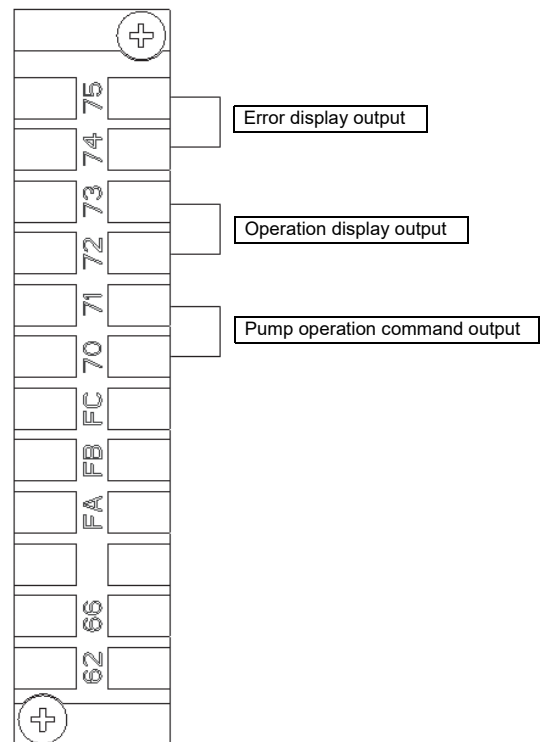 75
Error display output
74
73
Operation display output
72
71
Pump operation command output
70
FC
FB
FA
66
62